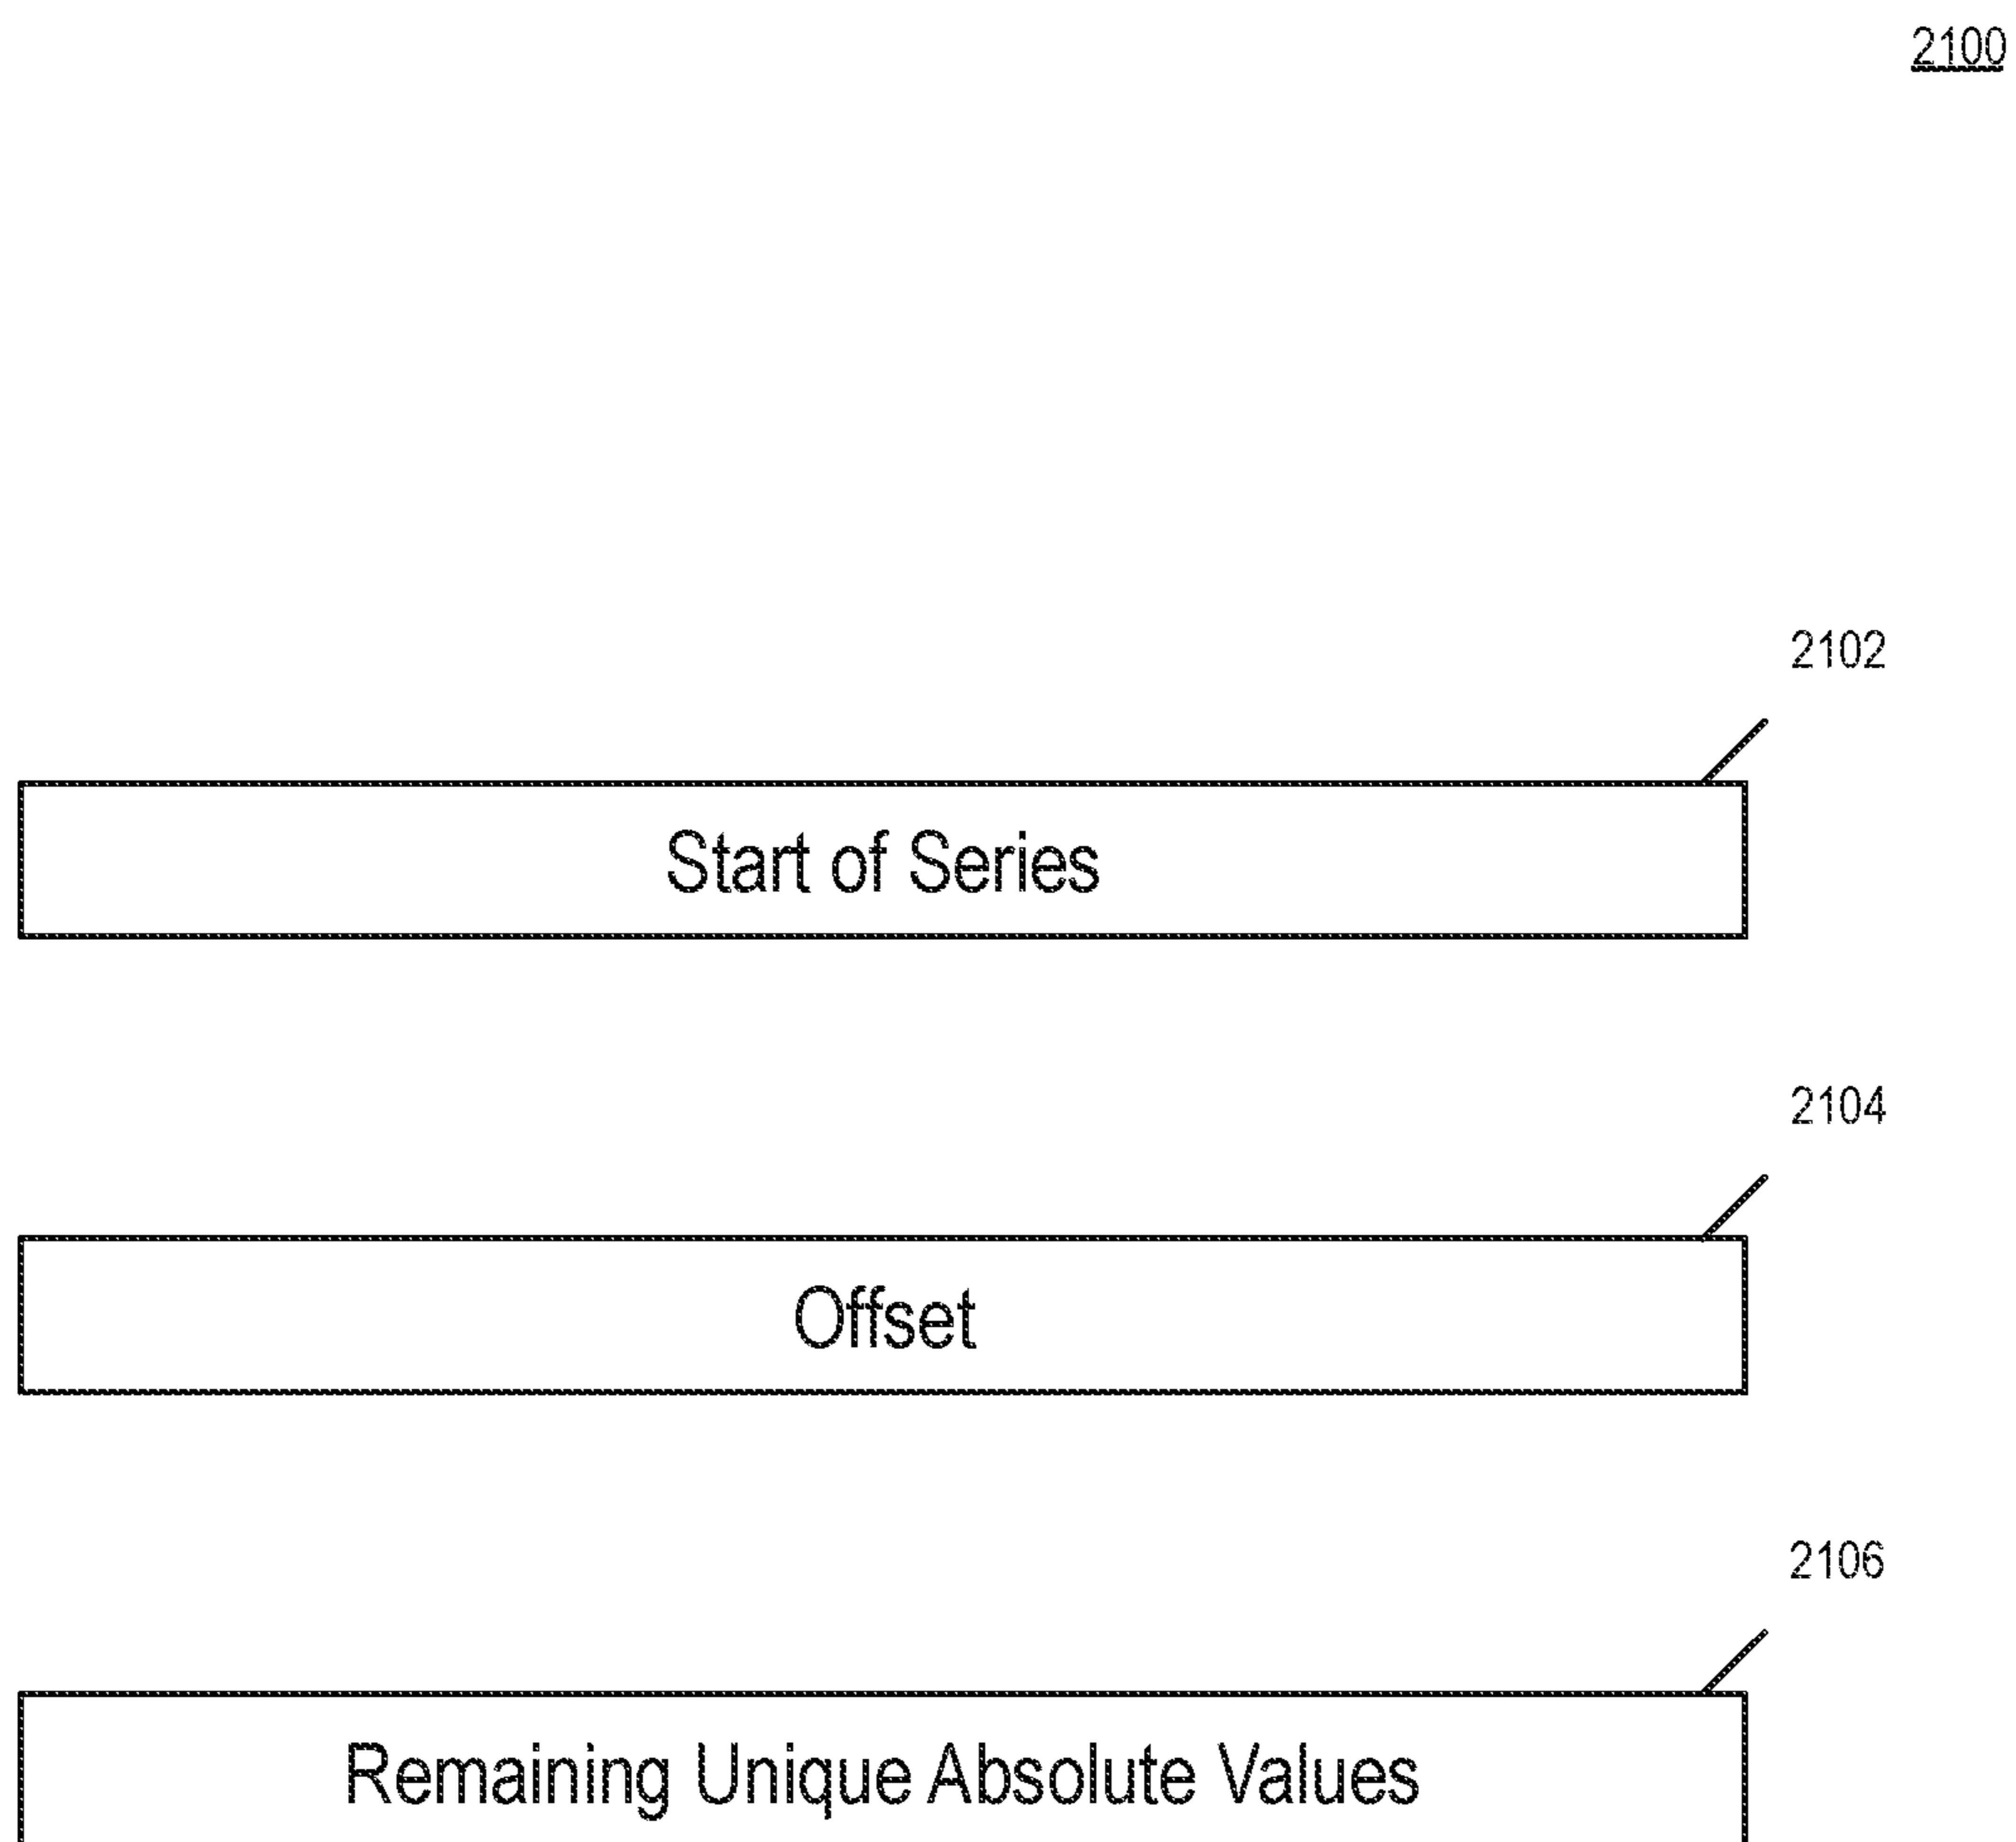 2100
2102
Start of Series
2104
Offset
2106
Remaining Unique Absolute Values